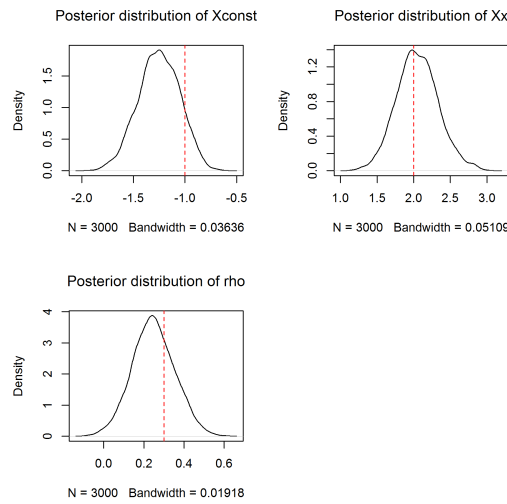 Posterior distribution of Xconst
Density
0.0 0.5 1.0 1.5
-2.0 -1.5 -1.0 -0.5
N = 3000 Bandwidth = 0.03636
Posterior distribution of Xx
Density
0.0 0.4 0.8 1.2
1.0 1.5 2.0 2.5 3.0
N = 3000 Bandwidth = 0.05109
Posterior distribution of rho
Density
0 1 2 3 4
0.0 0.2 0.4 0.6
N = 3000 Bandwidth = 0.01918